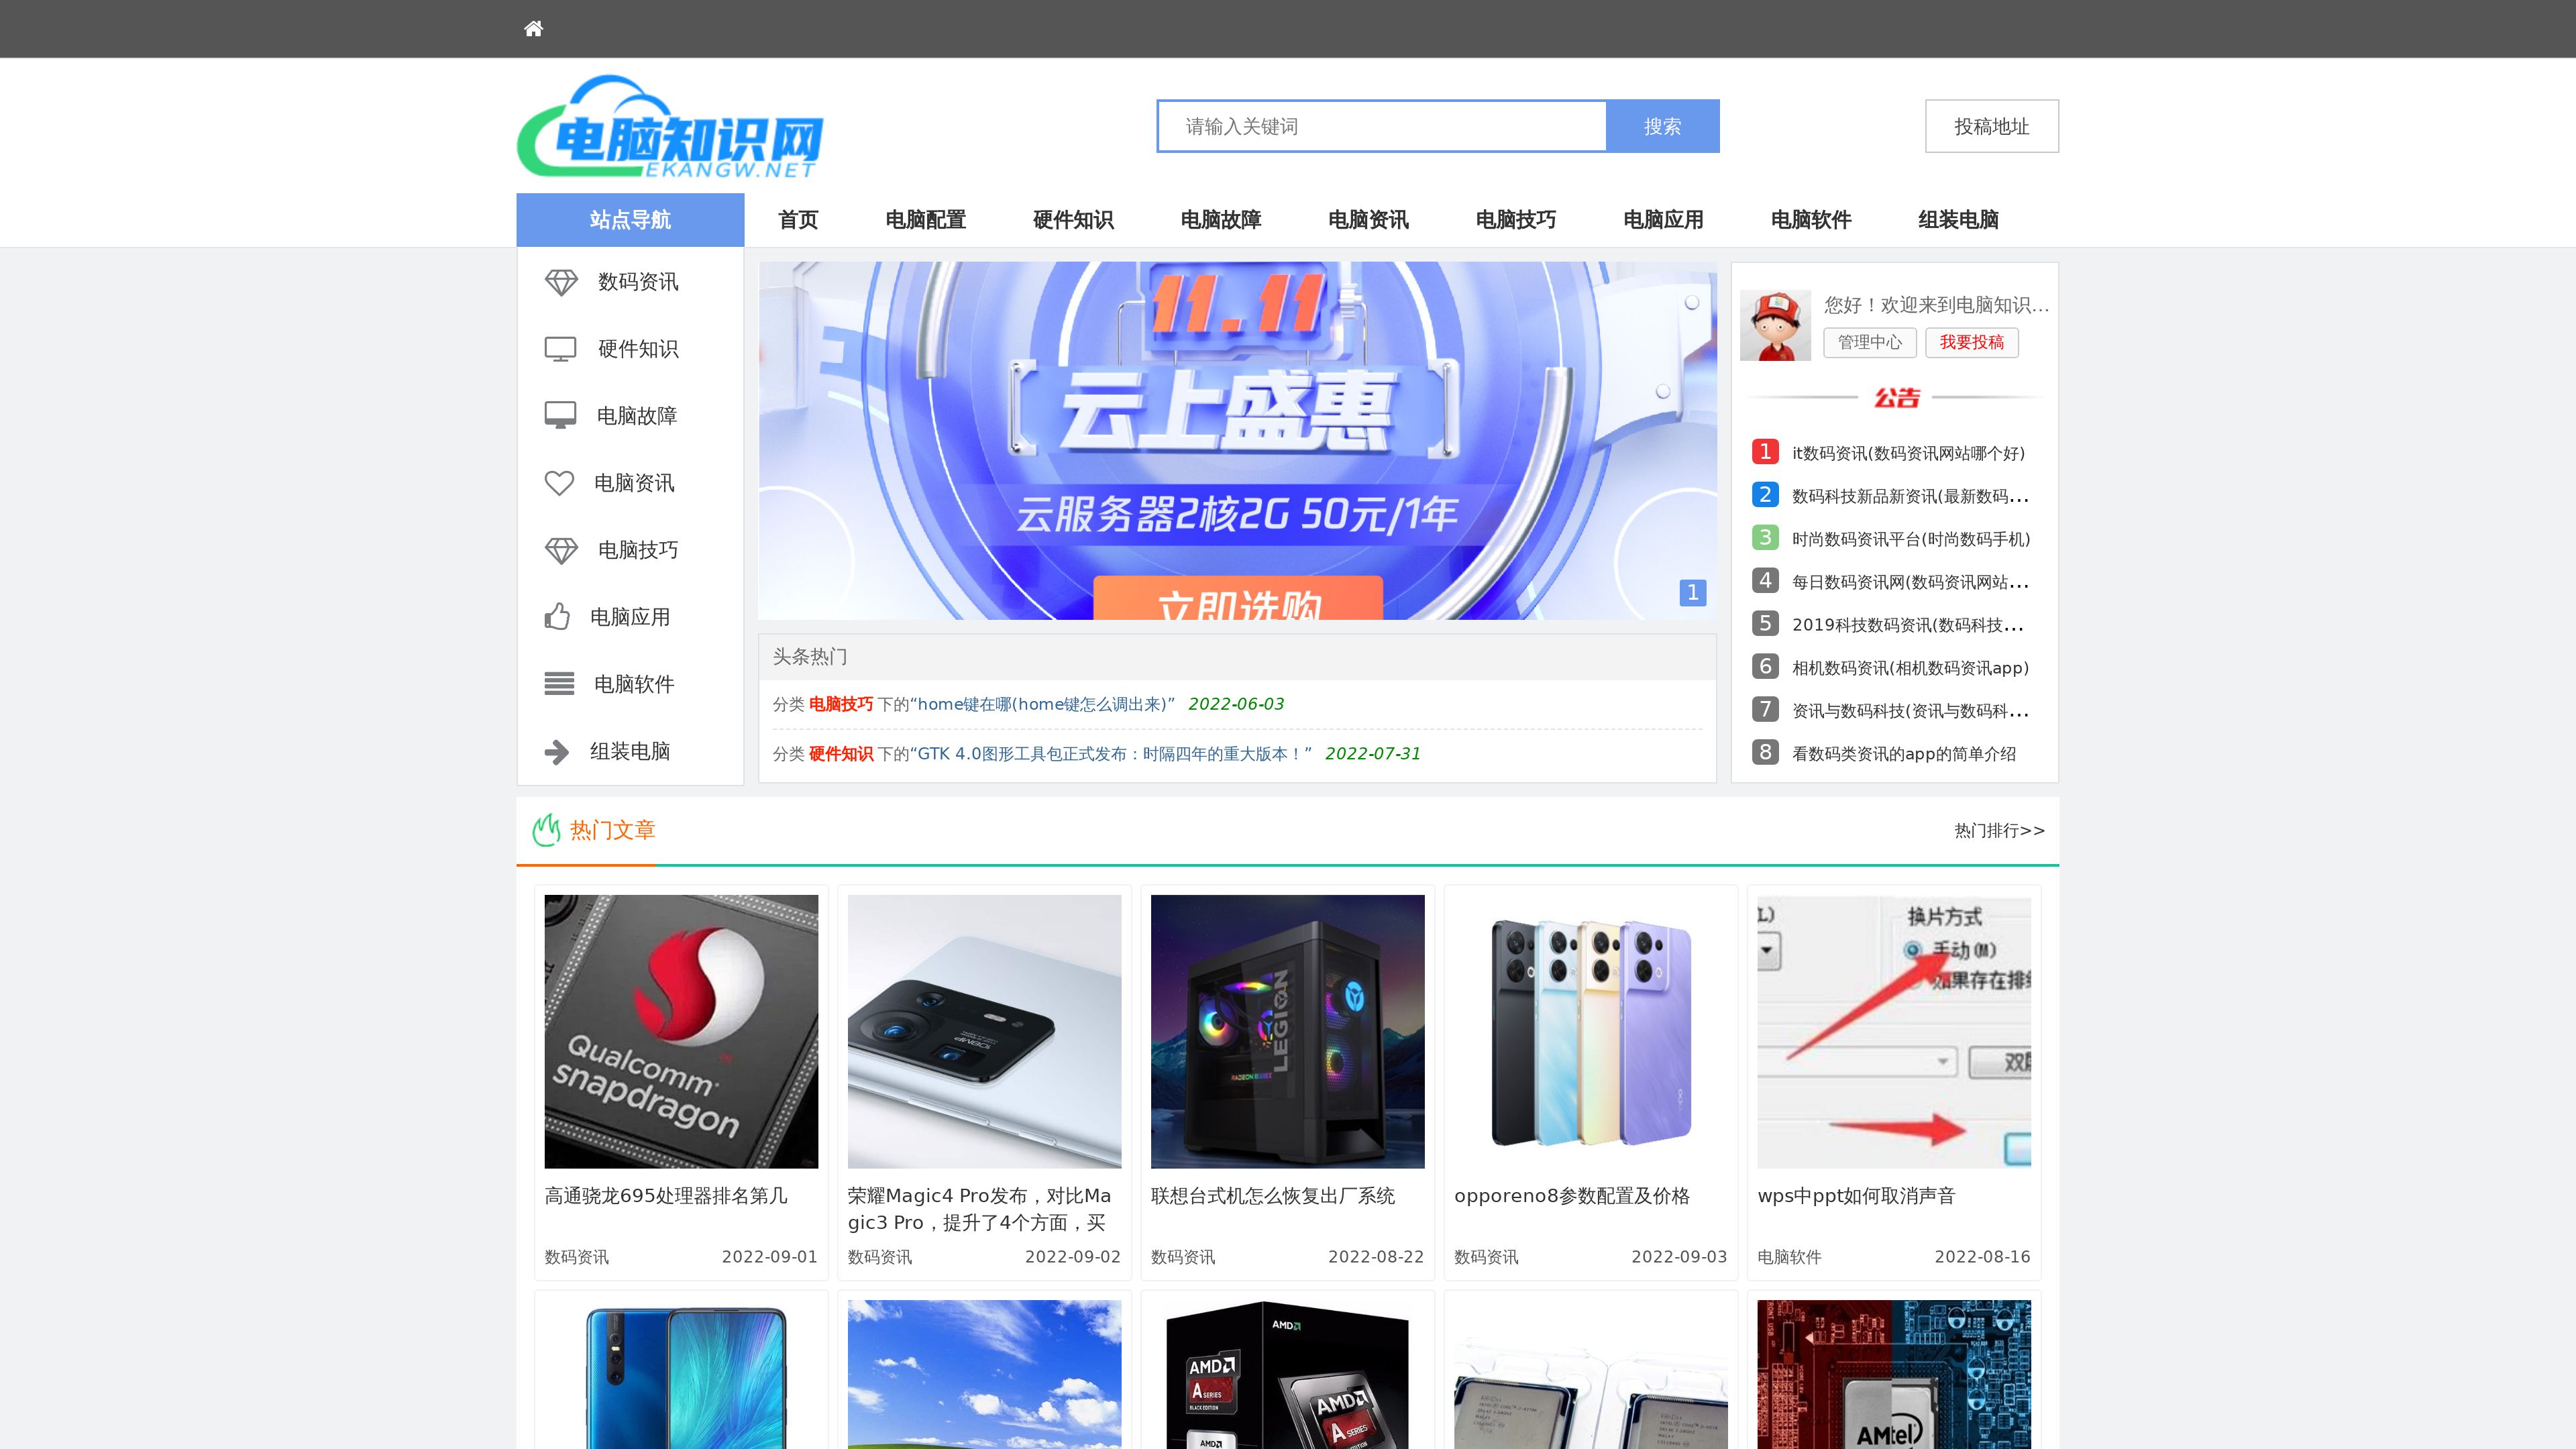 电脑知识网
EKANGW.NET
请输入关键词
搜索
投稿地址
站点导航
首页
电脑配置
硬件知识
电脑故障
电脑资讯
电脑技巧
电脑应用
电脑软件
组装电脑
数码资讯
硬件知识
电脑故障
电脑资讯
电脑技巧
电脑应用
电脑软件
组装电脑
11.11
云上盛惠
云服务器2核2G 50元/1年
立即选购
1
头条热门
分类 电脑技巧 下的“home键在哪(home键怎么调出来)” 2022-06-03
分类 硬件知识 下的“GTK 4.0图形工具包正式发布：时隔四年的重大版本！” 2022-07-31
您好！欢迎来到电脑知识...
管理中心
我要投稿
公告
1 it数码资讯(数码资讯网站哪个好)
2 数码科技新品新资讯(最新数码...
3 时尚数码资讯平台(时尚数码手机)
4 每日数码资讯网(数码资讯网站...
5 2019科技数码资讯(数码科技...
6 相机数码资讯(相机数码资讯app)
7 资讯与数码科技(资讯与数码科...
8 看数码类资讯的app的简单介绍
热门文章
热门排行>>
Qualcomm
snapdragon
高通骁龙695处理器排名第几
数码资讯 2022-09-01
荣耀Magic4 Pro发布，对比Ma
gic3 Pro，提升了4个方面，买
数码资讯 2022-09-02
LEGION
联想台式机怎么恢复出厂系统
数码资讯 2022-08-22
opporeno8参数配置及价格
数码资讯 2022-09-03
换片方式
手动(M)
如果存在排
wps中ppt如何取消声音
电脑软件 2022-08-16
AMD
AMD
A SERIES
BLACK EDITION
AMD
A SERIES
AMD